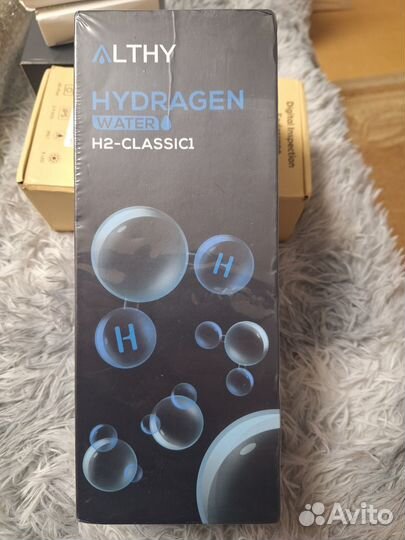 ALTHY
HYDRAGEN
WATER
H2-CLASSIC1
H
H
Digital Inspection
Avito